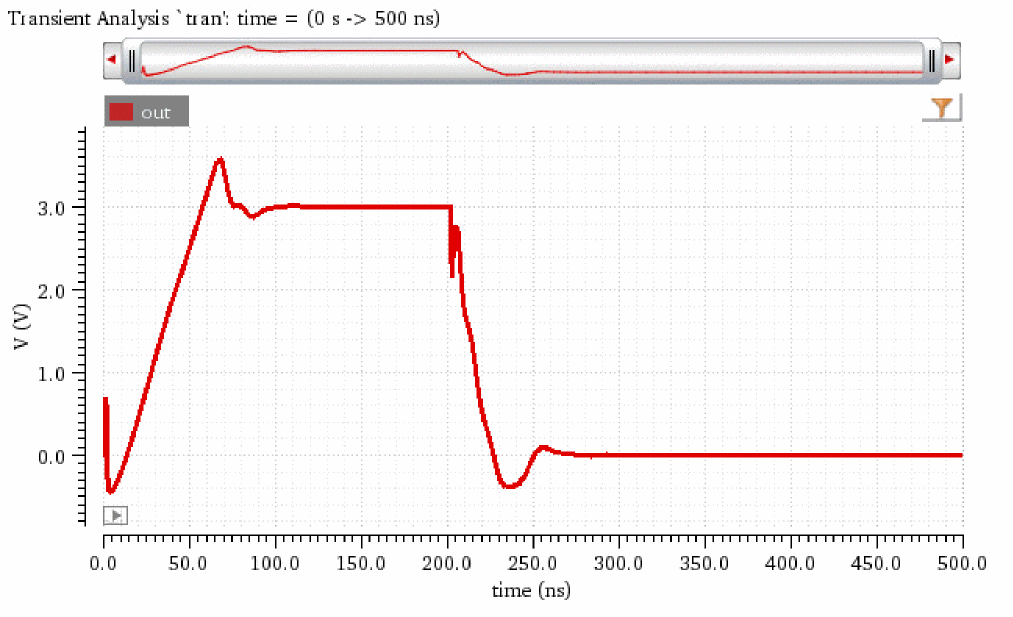 Transient Analysis `tran': time = (0 s -> 500 ns)
out
3.0
2.0
1.0
0.0
V (V)
0.0 50.0 100.0 150.0 200.0 250.0 300.0 350.0 400.0 450.0 500.0
time (ns)